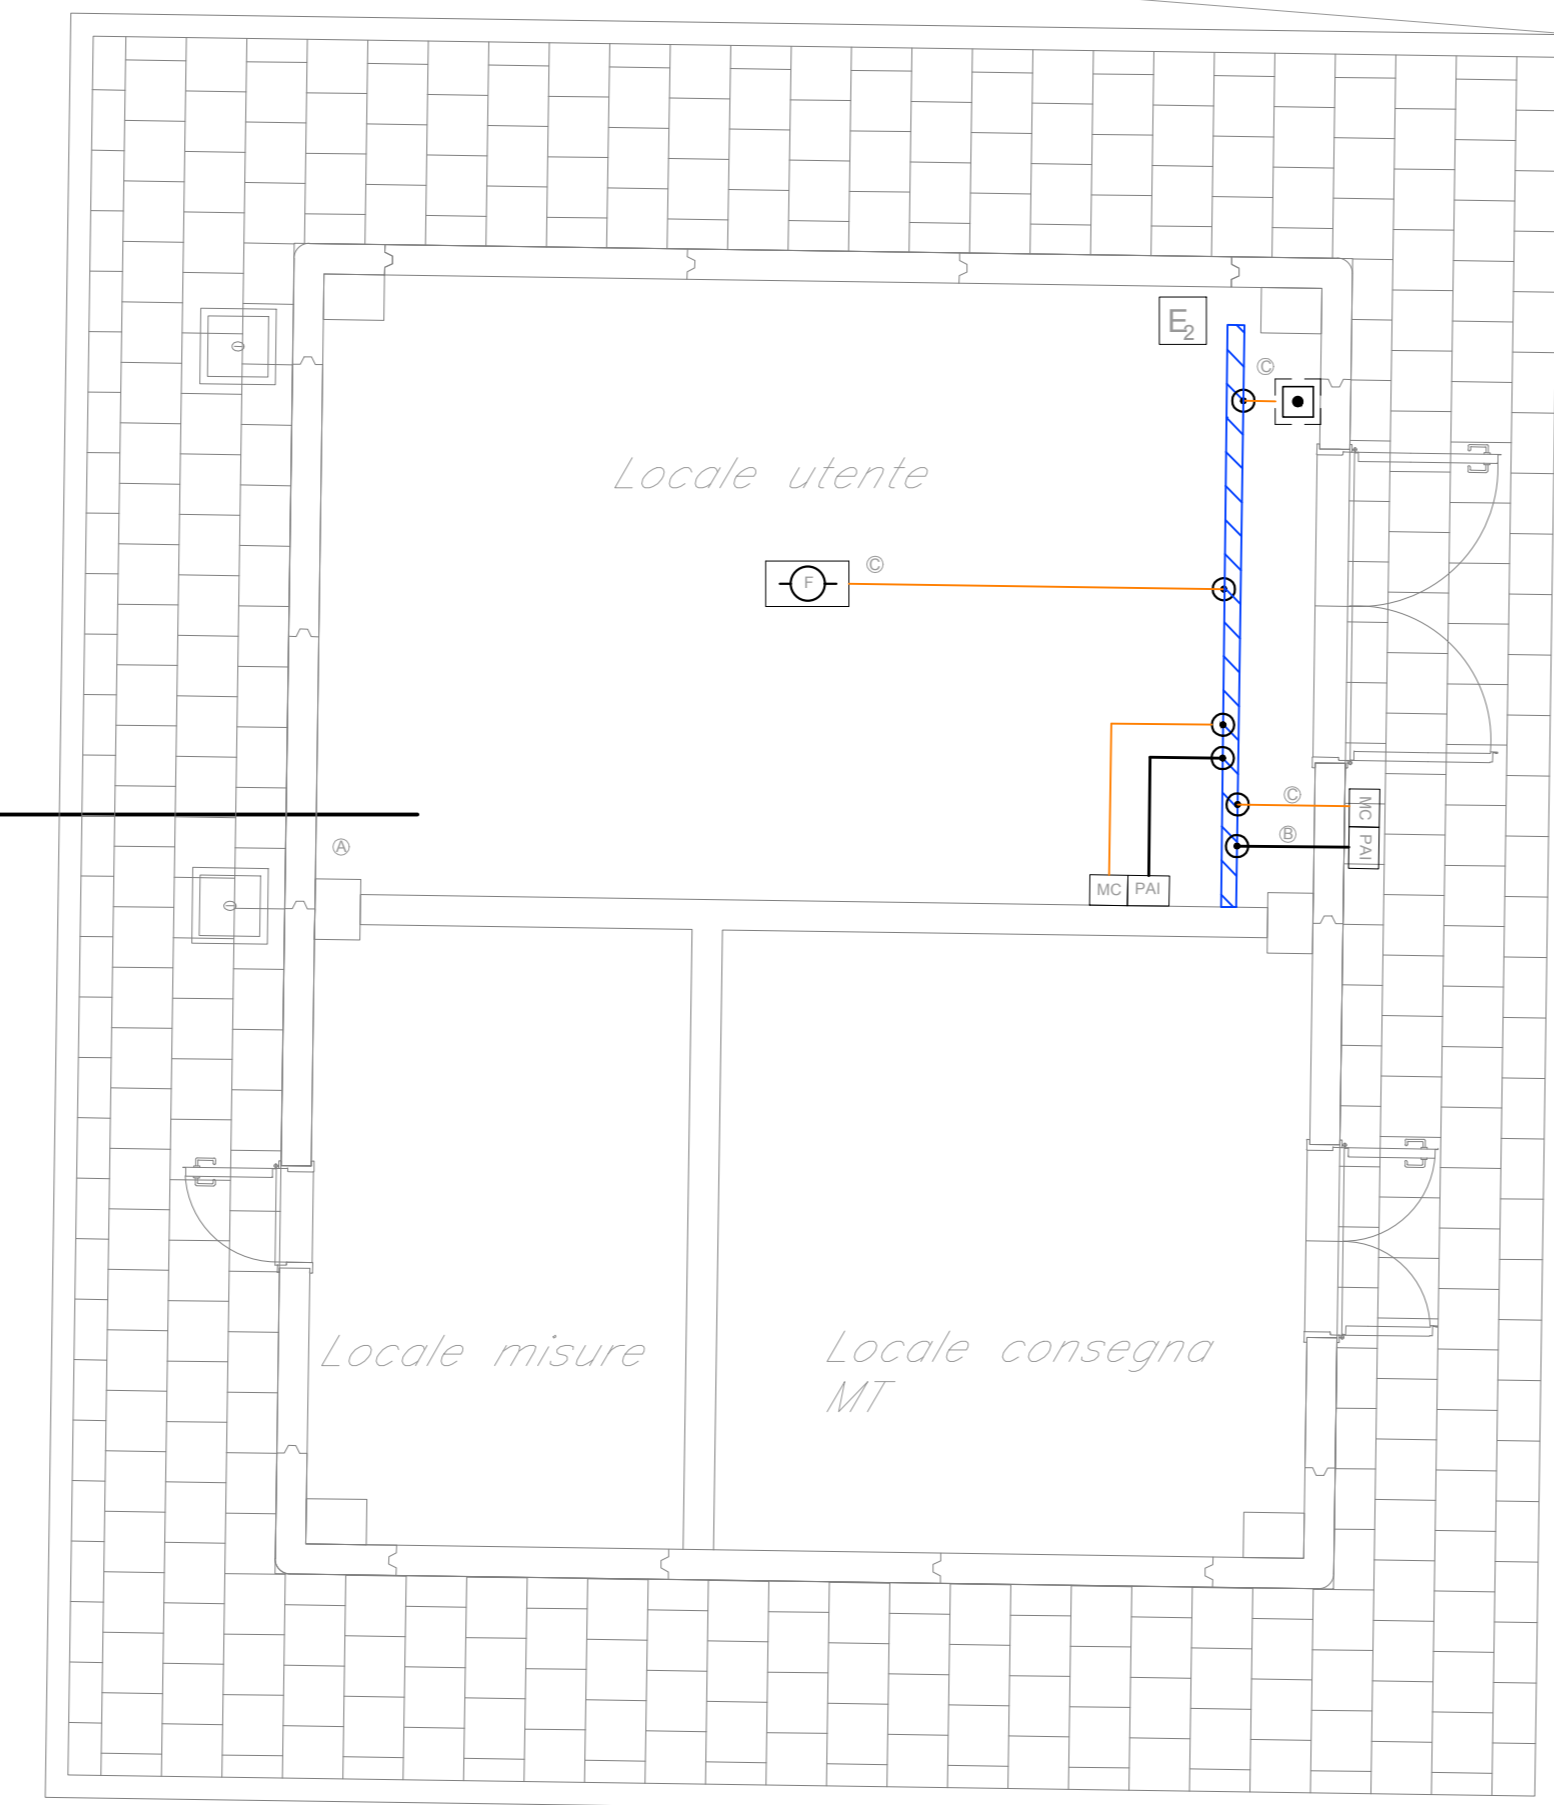 E2
©
Locale utente
F
©
©
MC
Ⓑ
PAI
Ⓐ
MC PAI
Locale misure
Locale consegna
MT